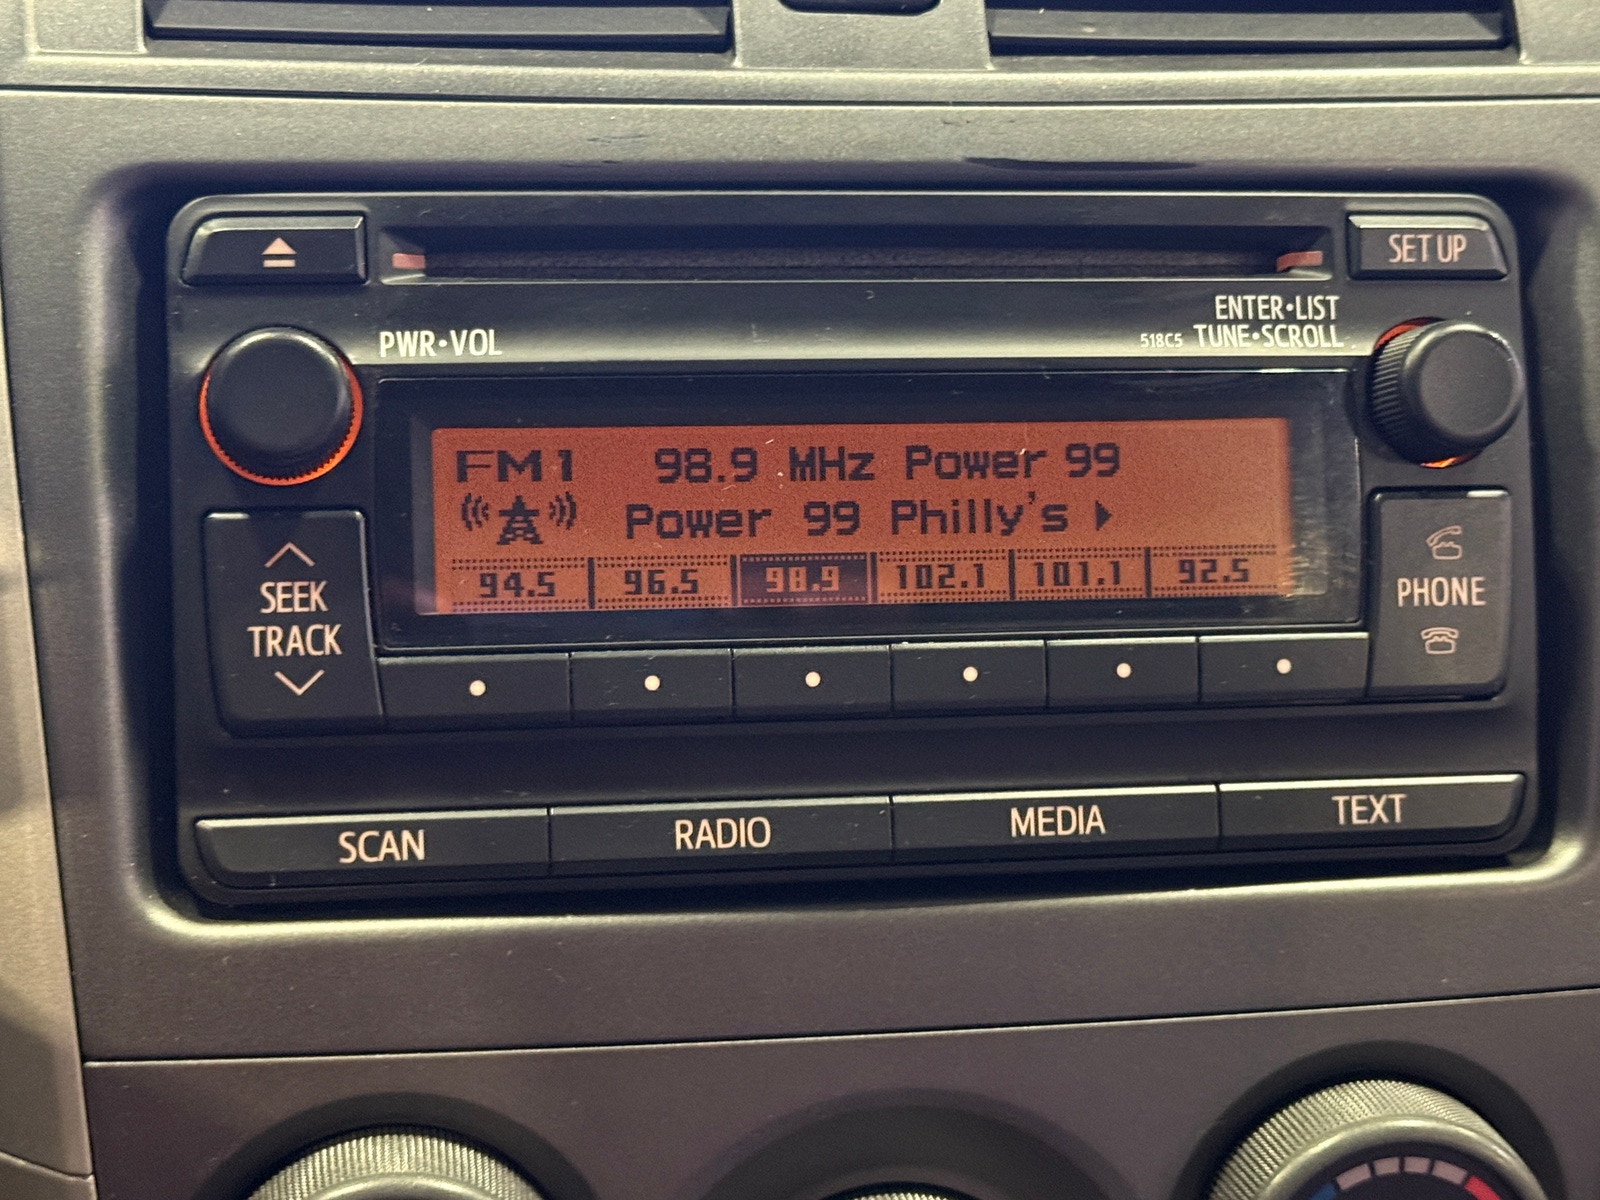 SET UP
ENTER•LIST
PWR•VOL
518C5 TUNE•SCROLL
FM1 98.9 MHz Power 99
Power 99 Philly's
94.5 96.5 98.9 102.1 101.1 92.5
SEEK
TRACK
PHONE
SCAN RADIO MEDIA TEXT